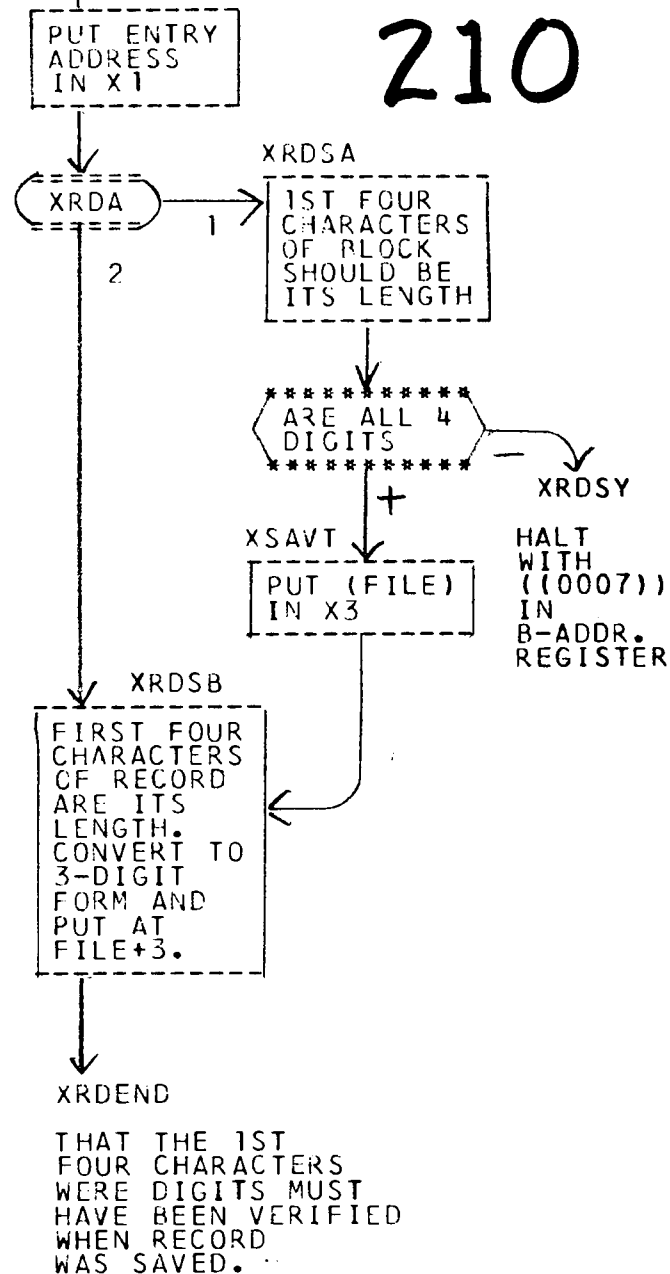 PUT ENTRY
ADDRESS
IN X1
210
XRDA
1
2
XRDSA
1ST FOUR
CHARACTERS
OF BLOCK
SHOULD BE
ITS LENGTH
ARE ALL 4
DIGITS
-
+
XRDSY
HALT
WITH
((0007))
IN
B-ADDR.
REGISTER
XSAVT
PUT (FILE)
IN X3
XRDSB
FIRST FOUR
CHARACTERS
OF RECORD
ARE ITS
LENGTH.
CONVERT TO
3-DIGIT
FORM AND
PUT AT
FILE+3.
XRDEND
THAT THE 1ST
FOUR CHARACTERS
WERE DIGITS MUST
HAVE BEEN VERIFIED
WHEN RECORD
WAS SAVED.